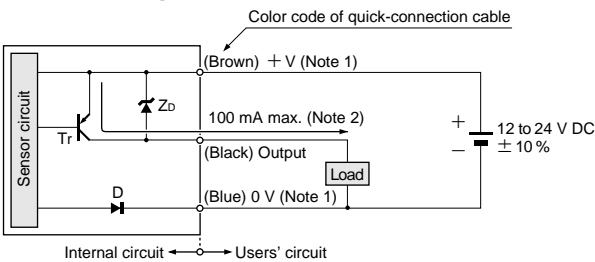 Color code of quick-connection cable
(Brown) +V (Note 1)
Sensor circuit
Tr
ZD
100 mA max. (Note 2)
(Black) Output
+
−
12 to 24 V DC
± 10 %
Load
D
(Blue) 0 V (Note 1)
Internal circuit
Users' circuit